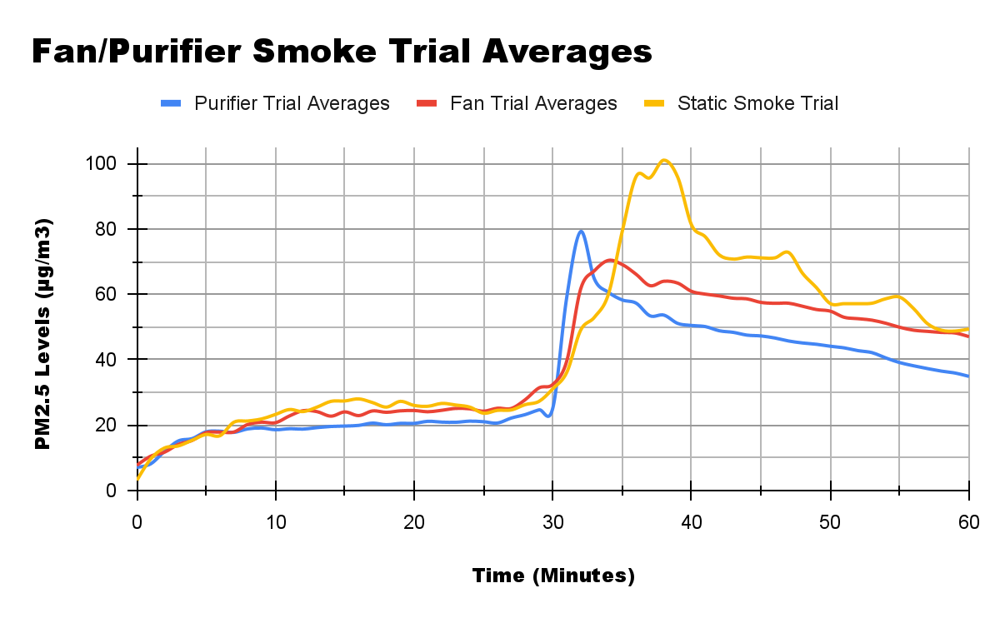 Fan/Purifier Smoke Trial Averages
Purifier Trial Averages Fan Trial Averages Static Smoke Trial
PM2.5 Levels (µg/m3)
100
80
60
40
20
0
0 10 20 30 40 50 60
Time (Minutes)